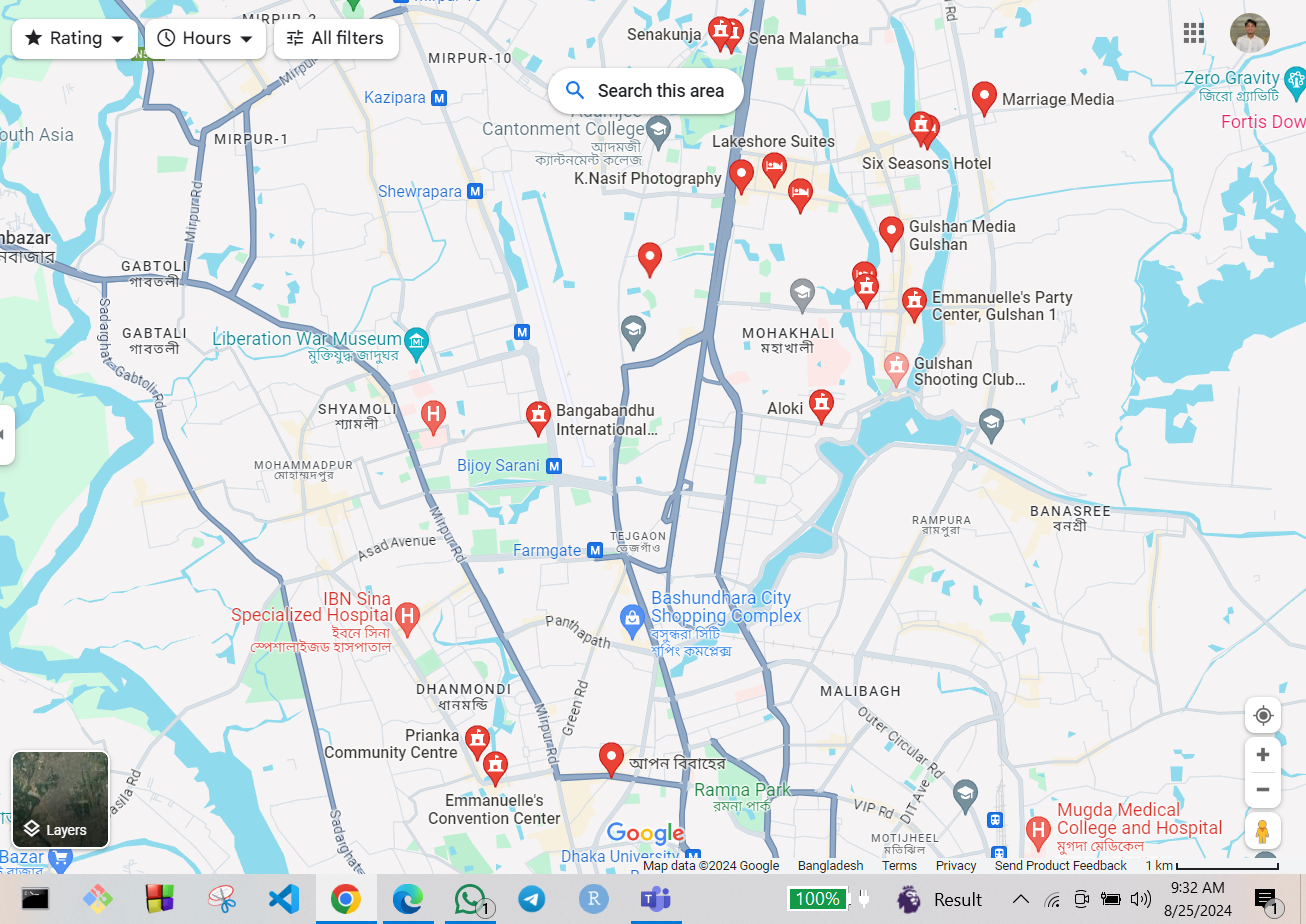 MIRPUR-2
Mirpur-10
Rating
Hours
All filters
Senakunja
Sena Malancha
MIRPUR-10
Mirpur Rd
Rd
Search this area
Zero Gravity
জিরো গ্র্যাভিটি
Kazipara
Marriage Media
Fortis Dow
outh Asia
MIRPUR-1
Adamjee
Cantonment College
আদমজী
ক্যান্টনমেন্ট কলেজ
Lakeshore Suites
Six Seasons Hotel
K.Nasif Photography
Shewrapara
Mirpur Rd
Gulshan Media
Gulshan
nbazar
নবাজার
GABTOLI
গাবতলী
Sadarghat-Gabtoli Rd
Emmanuelle's Party
Center, Gulshan 1
GABTALI
গাবতলী
Liberation War Museum
মুক্তিযুদ্ধ জাদুঘর
MOHAKHALI
মহাখালী
Gulshan
Shooting Club...
SHYAMOLI
শ্যামলী
Bangabandhu
International...
Aloki
MOHAMMADPUR
মোহাম্মদপুর
Bijoy Sarani
BANASREE
বনশ্রী
RAMPURA
রামপুরা
Mirpur Rd
Asad Avenue
Farmgate
TEJGAON
তেজগাঁও
IBN Sina
Specialized Hospital
ইবনে সিনা
স্পেশালাইজড হাসপাতাল
Bashundhara City
Shopping Complex
বসুন্ধরা সিটি
শপিং কমপ্লেক্স
Panthapath
DHANMONDI
ধানমন্ডি
Green Rd
Mirpur Rd
MALIBAGH
Outer Circular Rd
Prianka
Community Centre
আপন বিবাহের
Ramna Park
রমনা পার্ক
Emmanuelle's
Convention Center
VIP Rd
DIT Ave
Mugda Medical
College and Hospital
মুগদা মেডিকেল
MOTIJHEEL
মতিঝিল
asila Rd
Sadarghat
Layers
Google
Bazar
Dhaka University
Map data ©2024 Google
Bangladesh
Terms
Privacy
Send Product Feedback
1 km
1
100%
Result
9:32 AM
8/25/2024
1